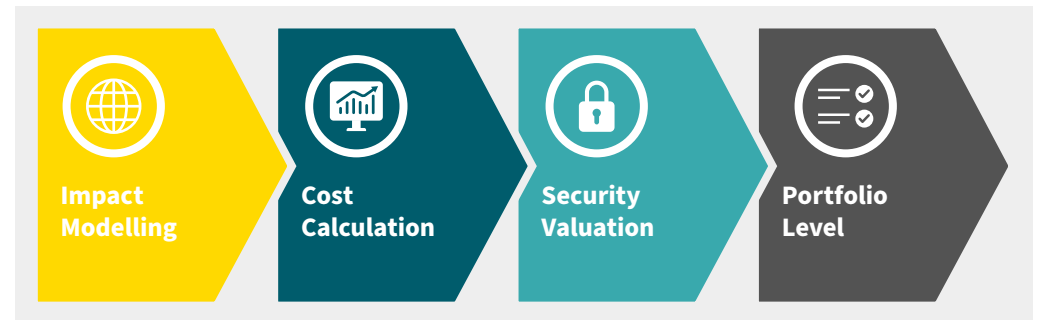 Impact
Modelling
Cost
Calculation
Security
Valuation
Portfolio
Level